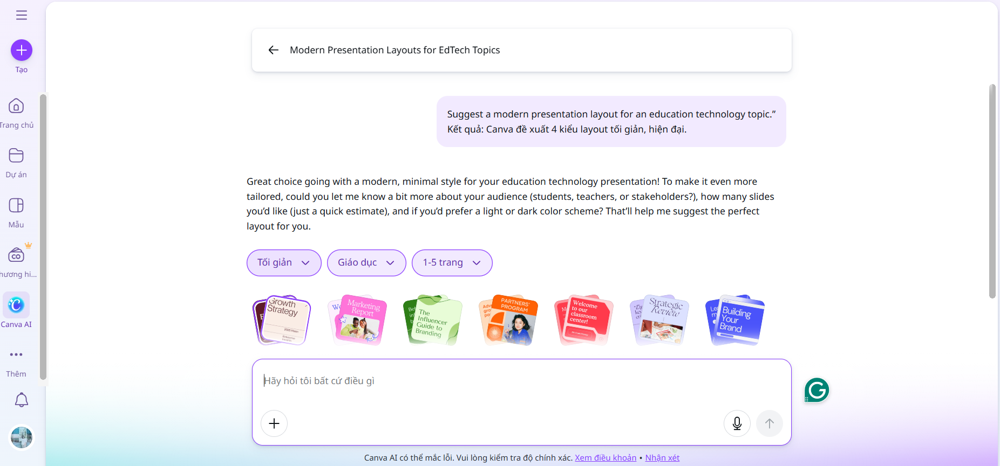 Tạo
Trang chủ
Dự án
Mẫu
CO
hương hi...
C
Canva AI
Thêm
Modern Presentation Layouts for EdTech Topics
Suggest a modern presentation layout for an education technology topic.”
Kết quả: Canva đề xuất 4 kiểu layout tối giản, hiện đại.
Great choice going with a modern, minimal style for your education technology presentation! To make it even more
tailored, could you let me know a bit more about your audience (students, teachers, or stakeholders?), how many slides
you’d like (just a quick estimate), and if you’d prefer a light or dark color scheme? That’ll help me suggest the perfect
layout for you.
Tối giản
Giáo dục
1-5 trang
Growth
Strategy
2025 Vision
Enterprise
Insights
Marketing
Report
The
Influencer
Guide to
Branding
PARTNERS'
PROGRAM
Welcome
to our
classroom
center!
Strategic
Review
Building
Your
Brand
Hãy hỏi tôi bất cứ điều gì
G
Canva AI có thể mắc lỗi. Vui lòng kiểm tra độ chính xác. Xem điều khoản • Nhận xét